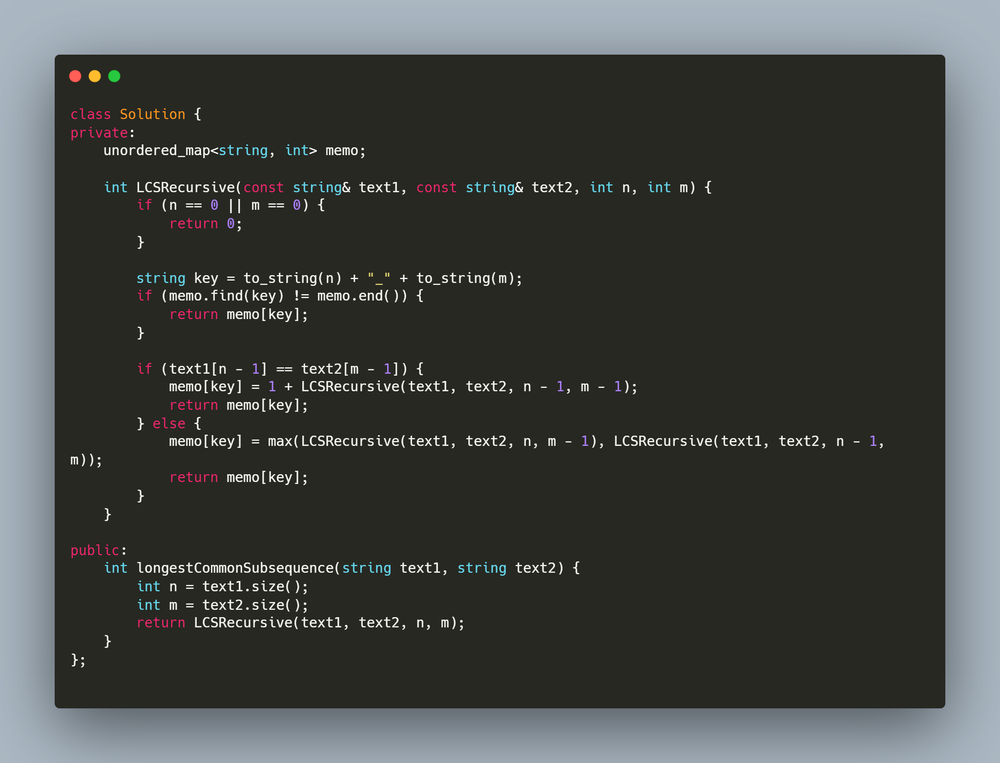 class Solution {
private:
    unordered_map<string, int> memo;

    int LCSRecursive(const string& text1, const string& text2, int n, int m) {
        if (n == 0 || m == 0) {
            return 0;
        }

        string key = to_string(n) + "_" + to_string(m);
        if (memo.find(key) != memo.end()) {
            return memo[key];
        }

        if (text1[n - 1] == text2[m - 1]) {
            memo[key] = 1 + LCSRecursive(text1, text2, n - 1, m - 1);
            return memo[key];
        } else {
            memo[key] = max(LCSRecursive(text1, text2, n, m - 1), LCSRecursive(text1, text2, n - 1,
m));
            return memo[key];
        }
    }

public:
    int longestCommonSubsequence(string text1, string text2) {
        int n = text1.size();
        int m = text2.size();
        return LCSRecursive(text1, text2, n, m);
    }
};